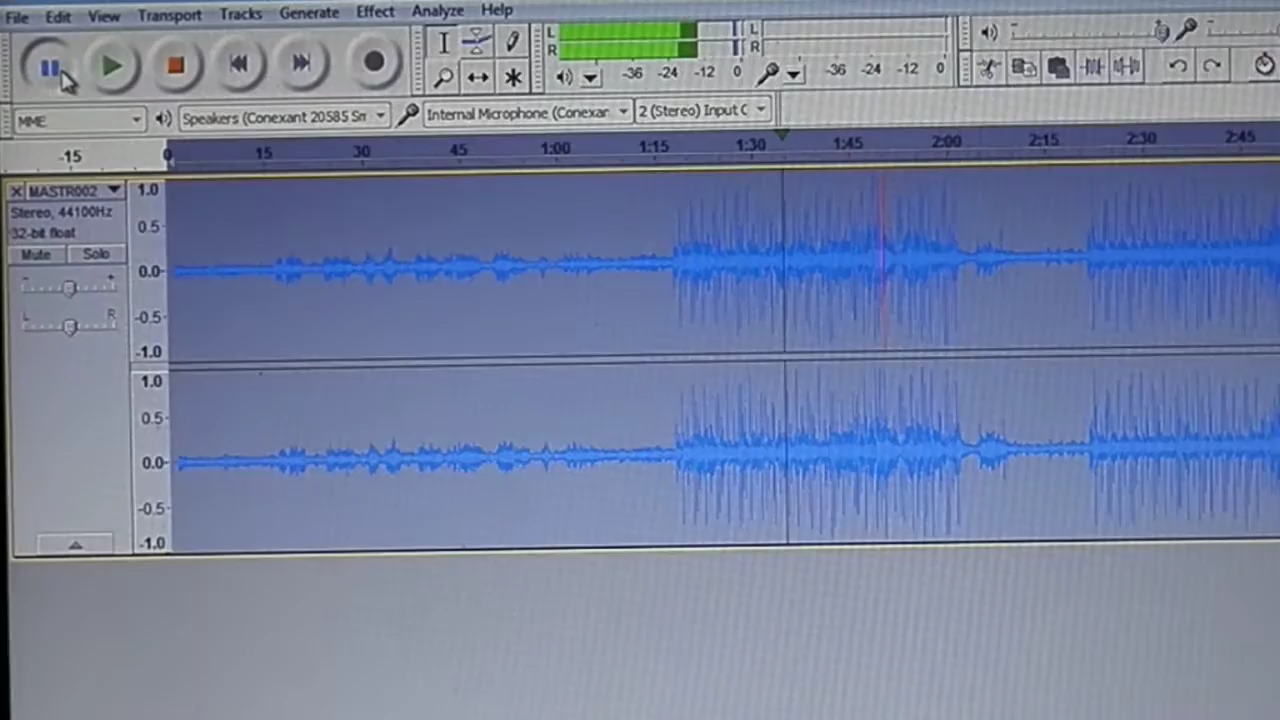 File Edit View Transport Tracks Generate Effect Analyze Help
L L
R R
-36 -24 -12 0 -36 -24 -12 0
MME Speakers (Conexant 20585 Sm Internal Microphone (Conexar 2 (Stereo) Input C
-15 0 15 30 45 1:00 1:15 1:30 1:45 2:00 2:15 2:30 2:45
X MASTR002 1.0
Stereo, 44100Hz 0.5
32-bit float
Mute Solo
- + 0.0
L R -0.5
-1.0
1.0
0.5
0.0
-0.5
-1.0